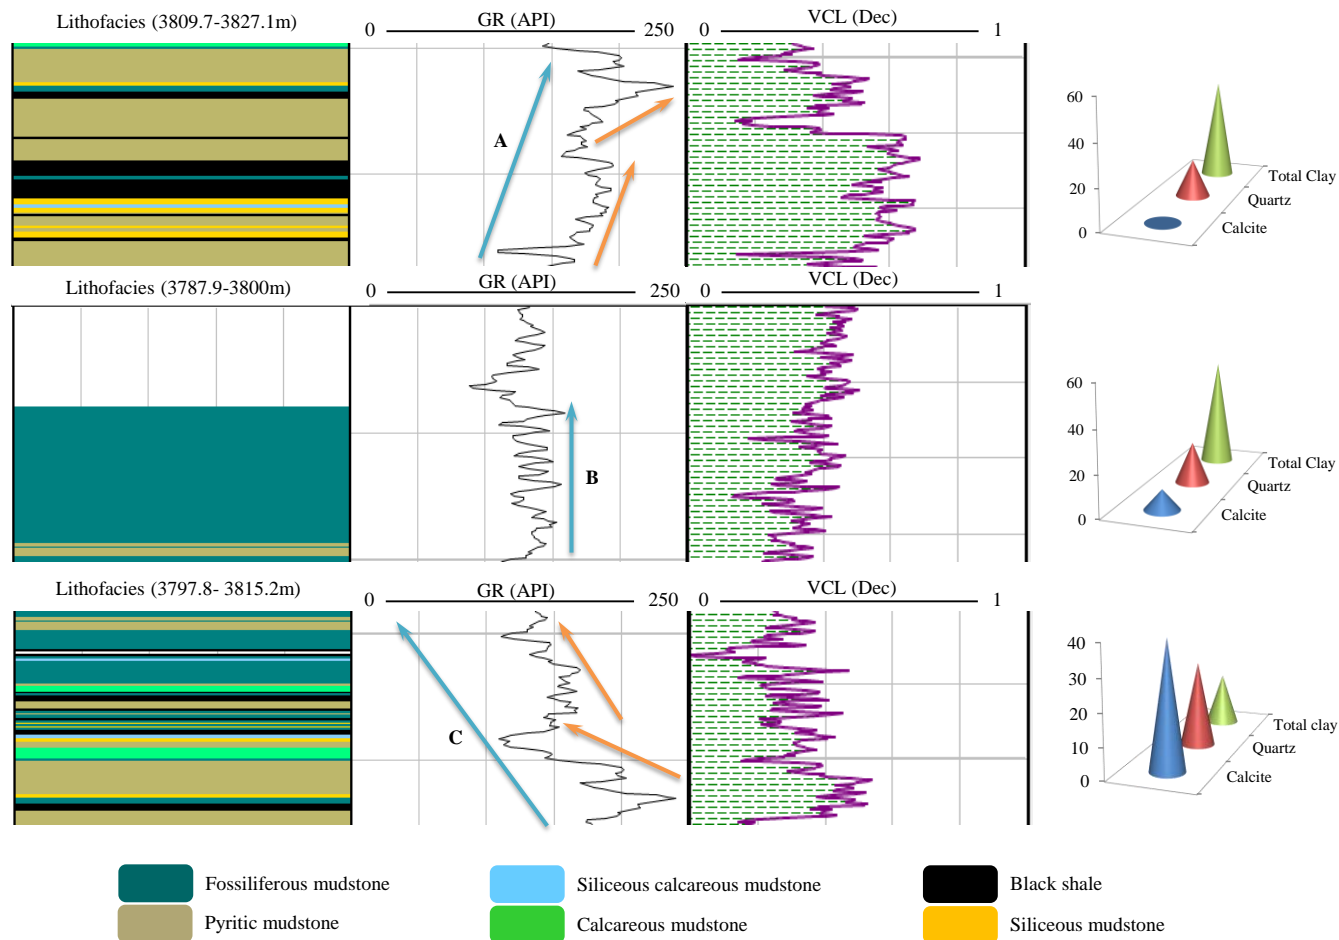 Lithofacies (3809.7-3827.1m)
0 GR (API) 250
0 VCL (Dec) 1
A
60
40
20
0
Total Clay
Quartz
Calcite
Lithofacies (3787.9-3800m)
0 GR (API) 250
0 VCL (Dec) 1
B
60
40
20
0
Total Clay
Quartz
Calcite
Lithofacies (3797.8- 3815.2m)
0 GR (API) 250
0 VCL (Dec) 1
C
40
30
20
10
0
Total clay
Quartz
Calcite
Fossiliferous mudstone
Siliceous calcareous mudstone
Black shale
Pyritic mudstone
Calcareous mudstone
Siliceous mudstone